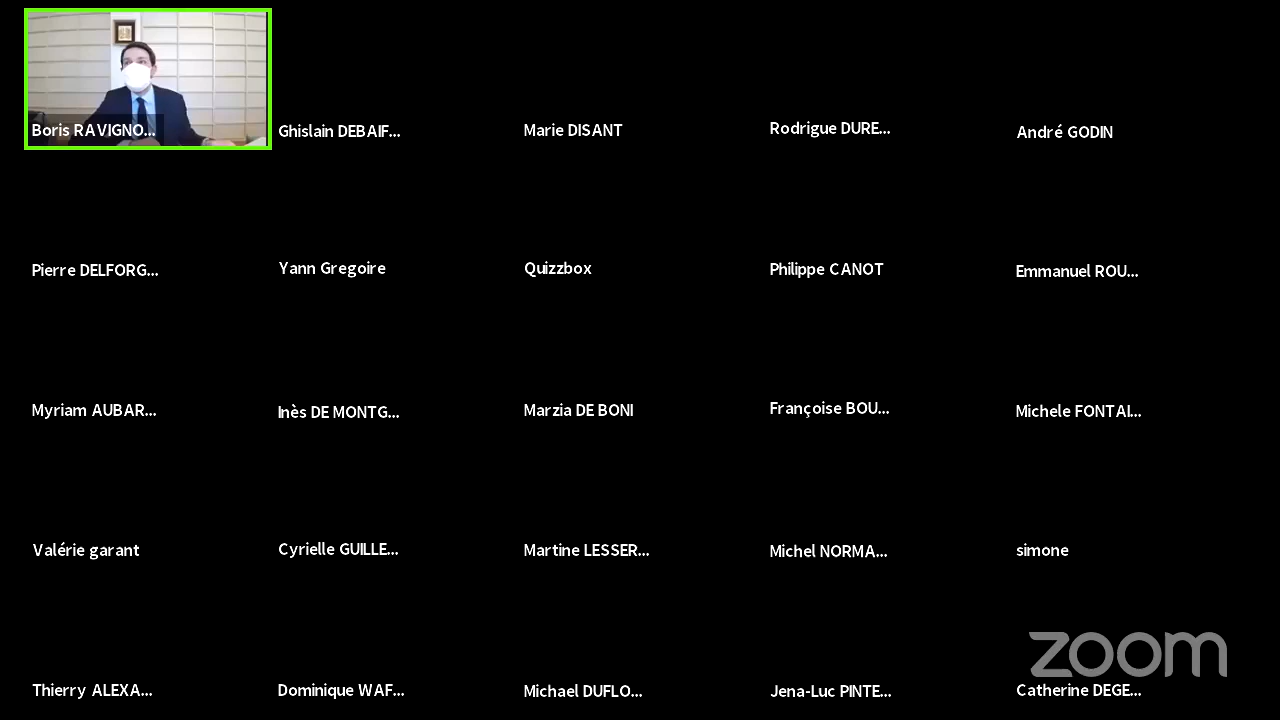 Boris RAVIGNO...
Ghislain DEBAIF...
Marie DISANT
Rodrigue DURE...
André GODIN
Pierre DELFORG...
Yann Gregoire
Quizzbox
Philippe CANOT
Emmanuel ROU...
Myriam AUBAR...
Inès DE MONTG...
Marzia DE BONI
Françoise BOU...
Michele FONTAI...
Valérie garant
Cyrielle GUILLE...
Martine LESSER...
Michel NORMA...
simone
zoom
Thierry ALEXA...
Dominique WAF...
Michael DUFLO...
Jena-Luc PINTE...
Catherine DEGE...